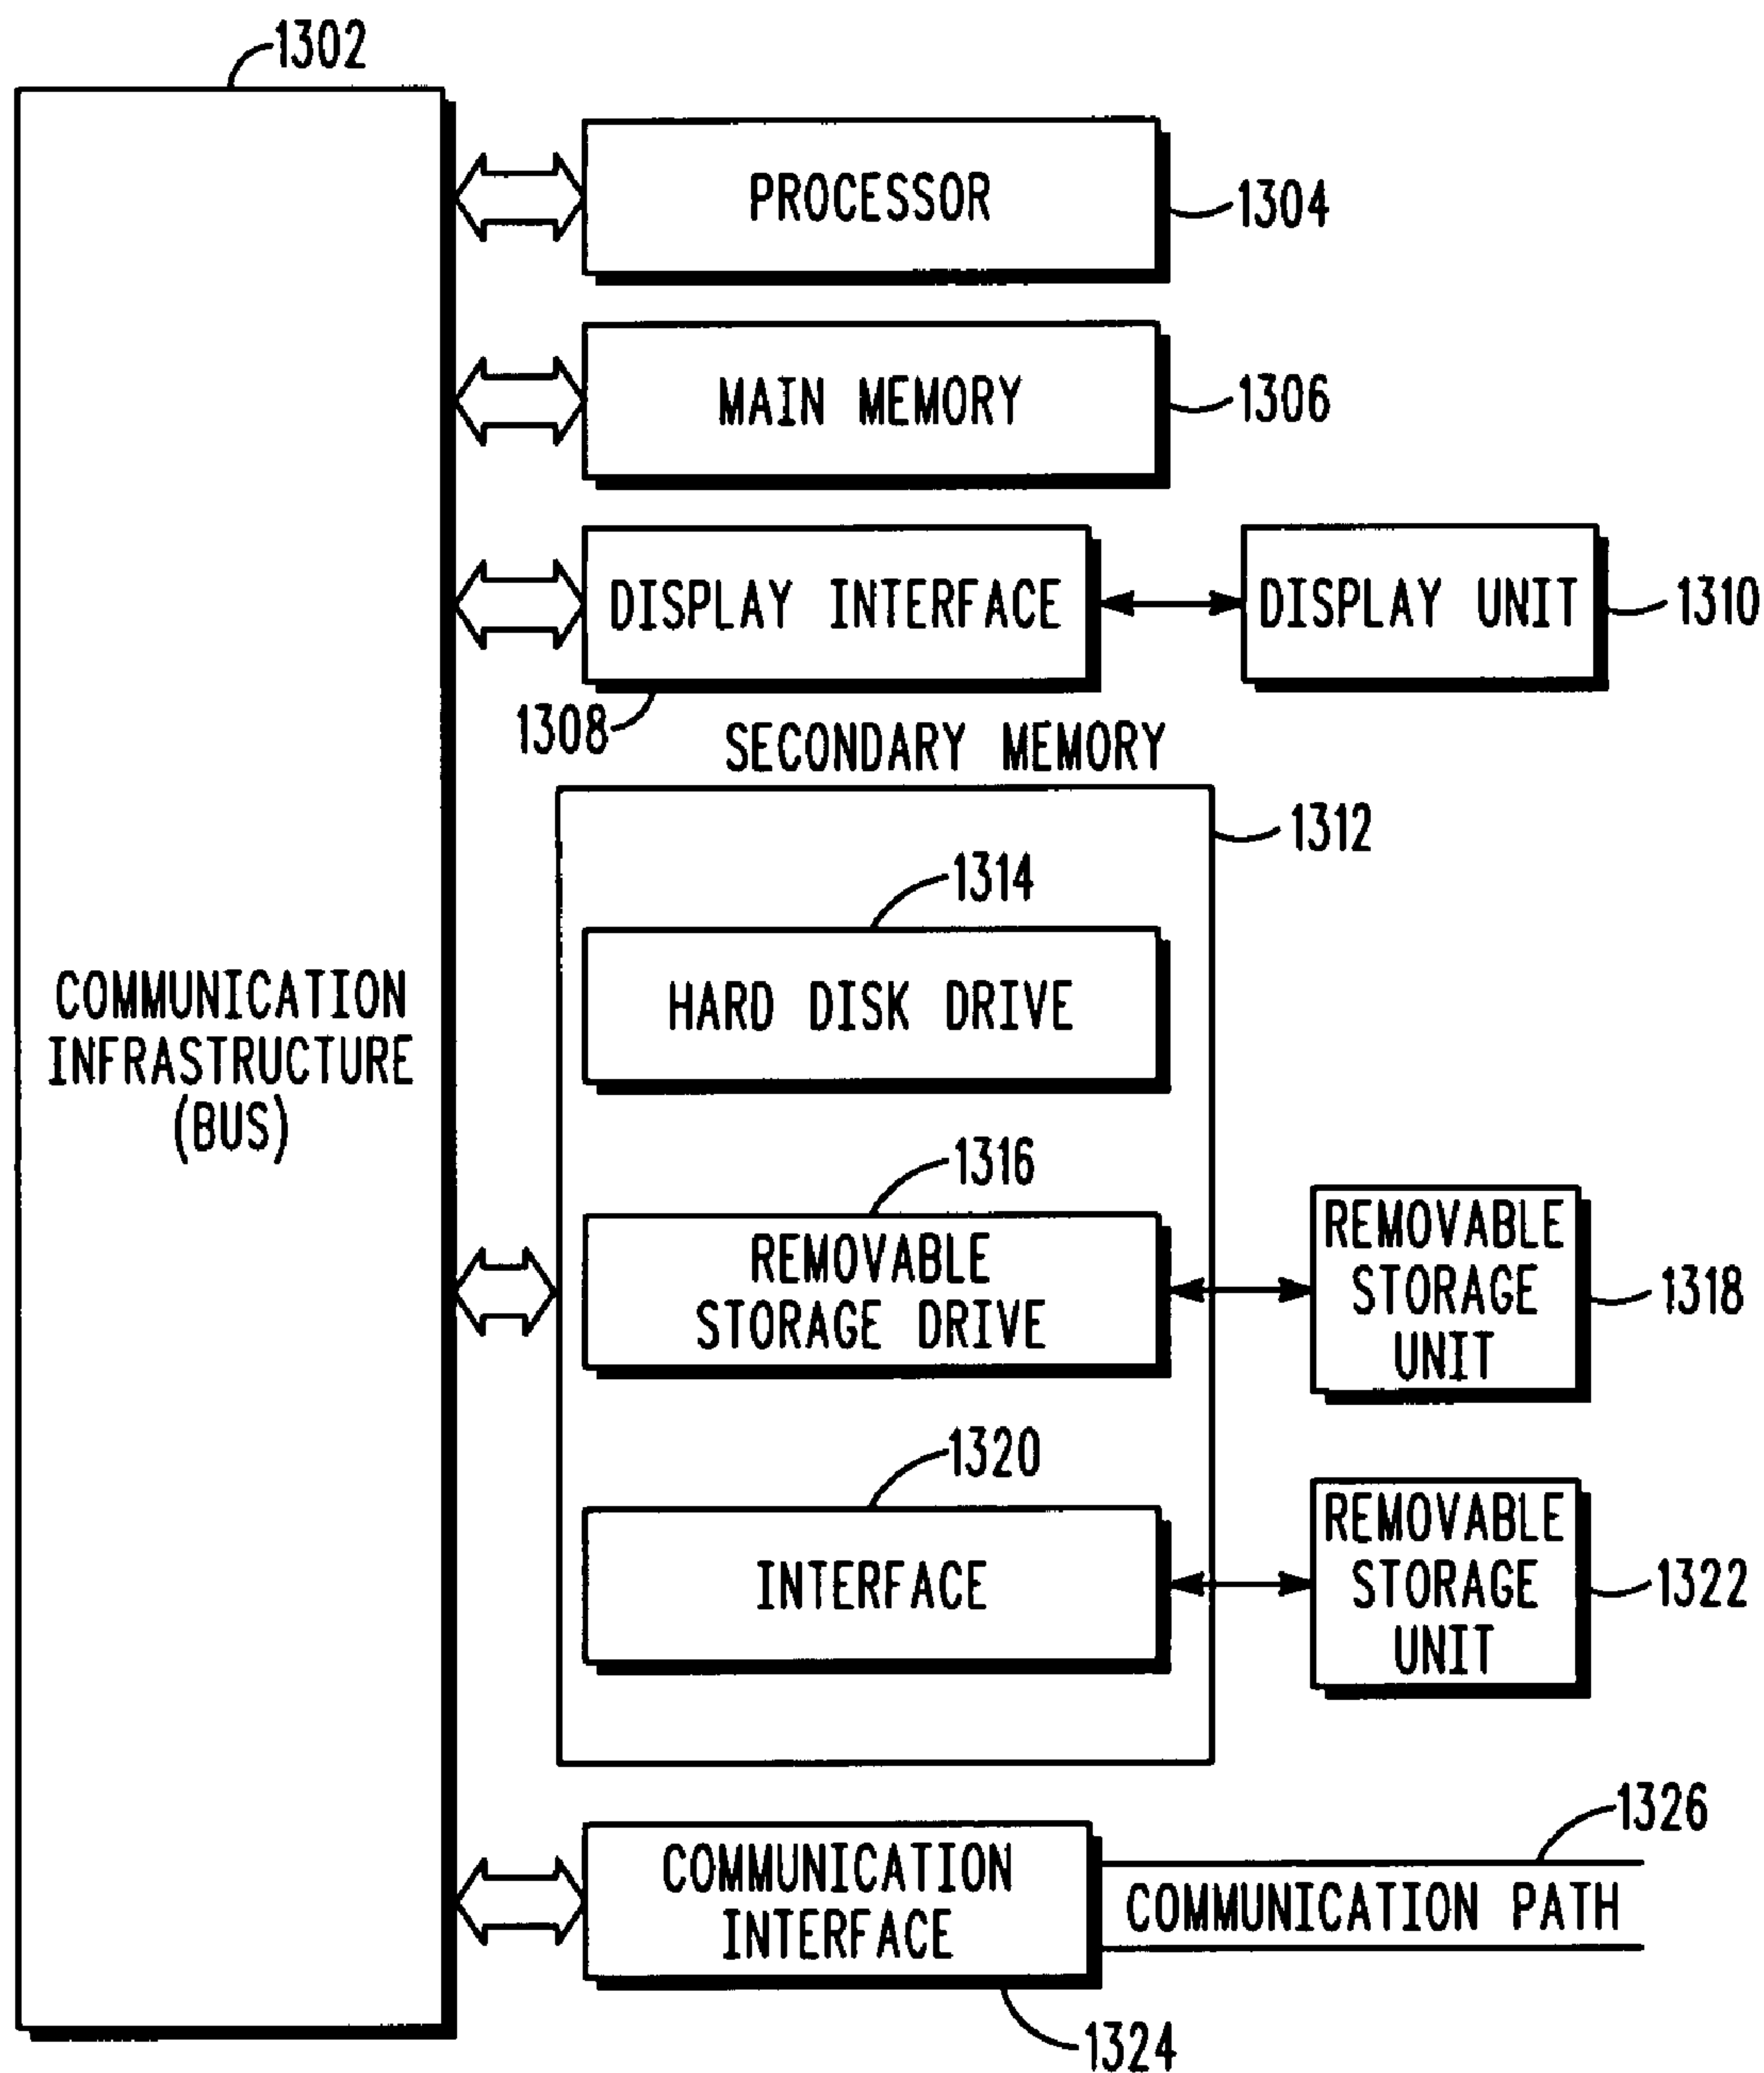 1302
PROCESSOR
1304
MAIN MEMORY
1306
DISPLAY INTERFACE
DISPLAY UNIT
1310
1308
SECONDARY MEMORY
1312
1314
HARD DISK DRIVE
COMMUNICATION
INFRASTRUCTURE
(BUS)
1316
REMOVABLE
STORAGE DRIVE
REMOVABLE
STORAGE
UNIT
1318
1320
INTERFACE
REMOVABLE
STORAGE
UNIT
1322
1326
COMMUNICATION
INTERFACE
COMMUNICATION PATH
1324